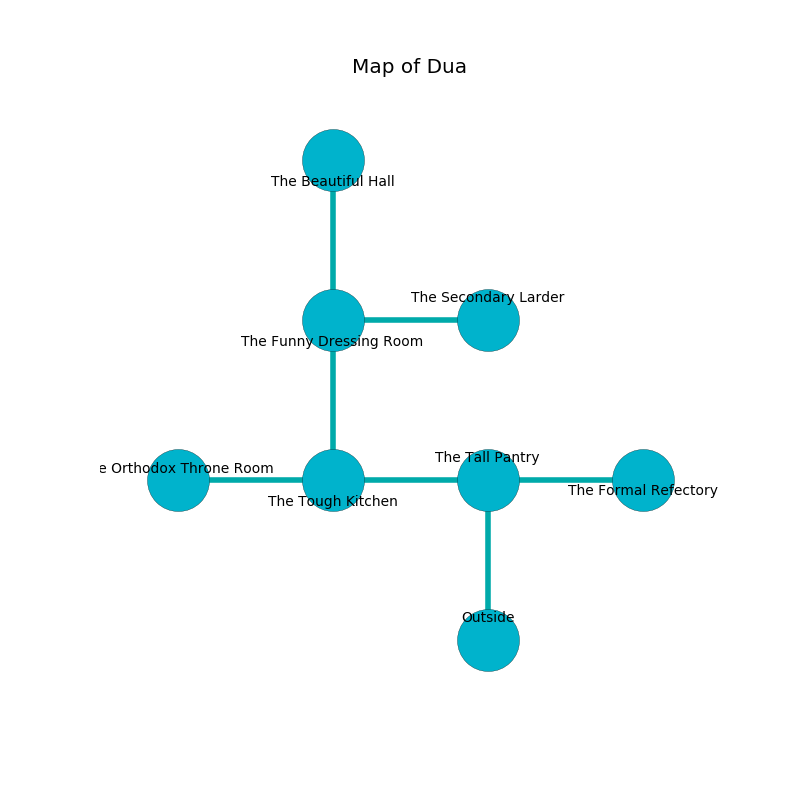 Map of Dua
The Beautiful Hall
The Secondary Larder
The Funny Dressing Room
The Tall Pantry
e Orthodox Throne Room
The Formal Refectory
The Tough Kitchen
Outside